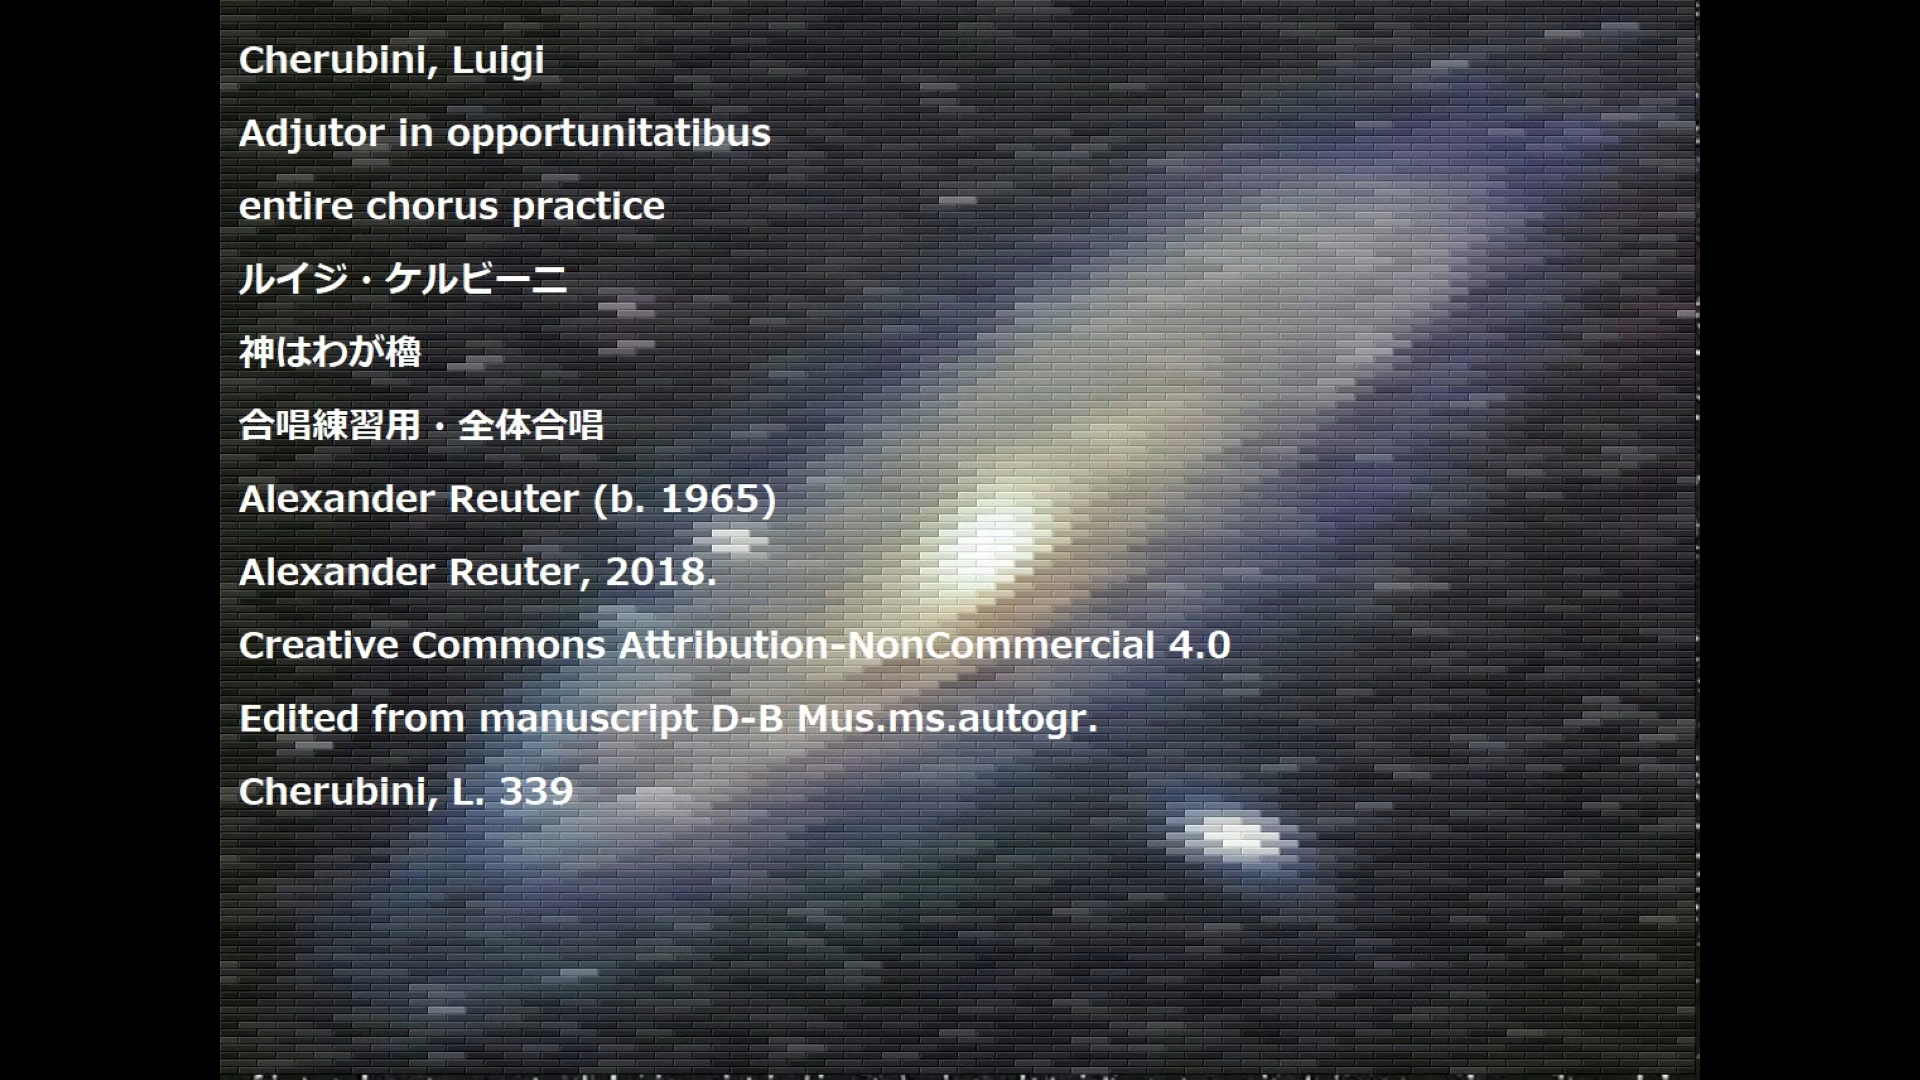 Cherubini, Luigi
Adjutor in opportunitatibus
entire chorus practice
ルイジ・ケルビーニ
神はわが櫓
合唱練習用・全体合唱
Alexander Reuter (b. 1965)
Alexander Reuter, 2018.
Creative Commons Attribution-NonCommercial 4.0
Edited from manuscript D-B Mus.ms.autogr.
Cherubini, L. 339